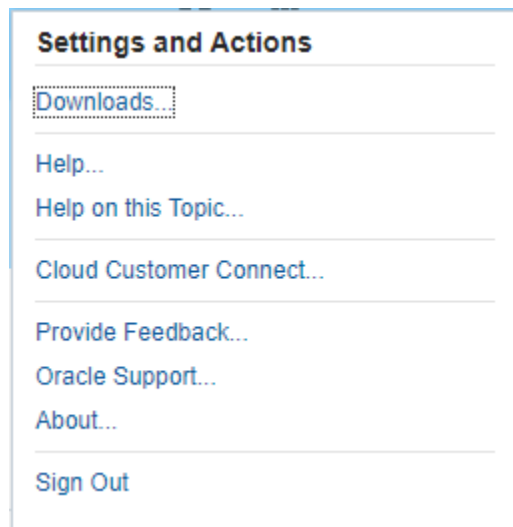 Settings and Actions
Downloads...
Help...
Help on this Topic...
Cloud Customer Connect...
Provide Feedback...
Oracle Support...
About...
Sign Out